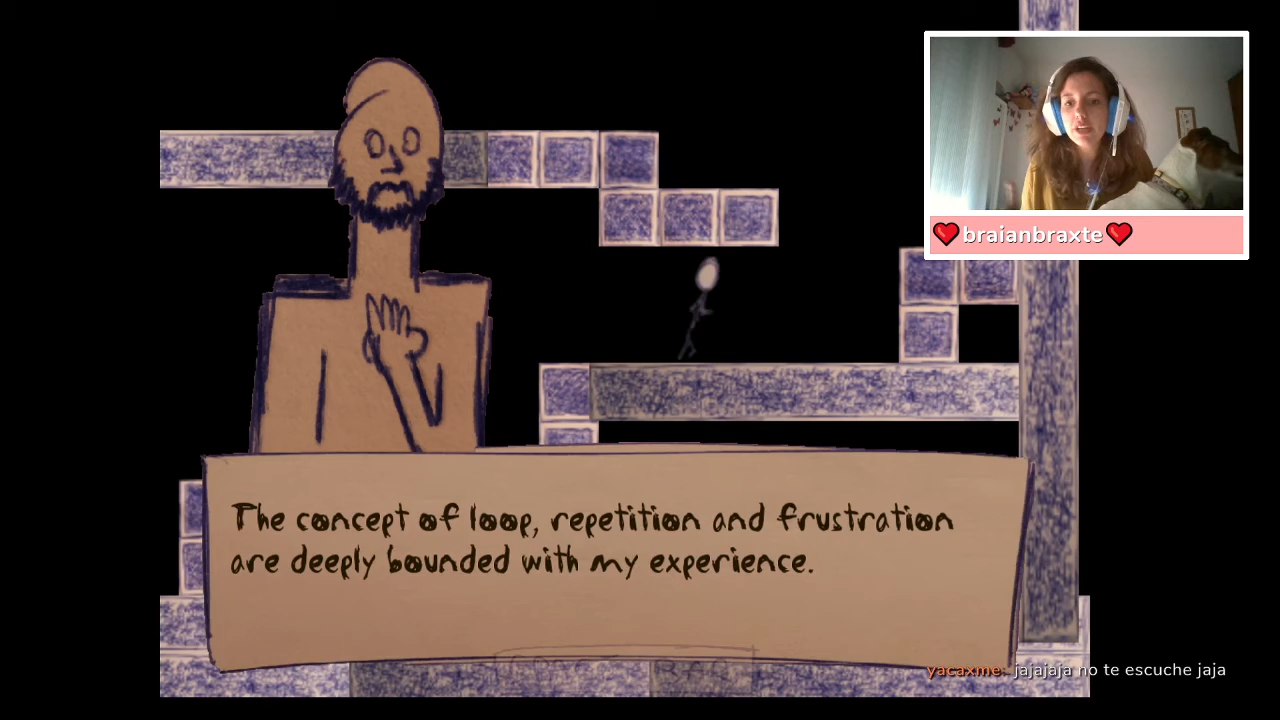 ❤braianbraxte❤
The concept of loop, repetition and frustration
are deeply bounded with my experience.
yacaxme: jajajaja no te escuche jaja